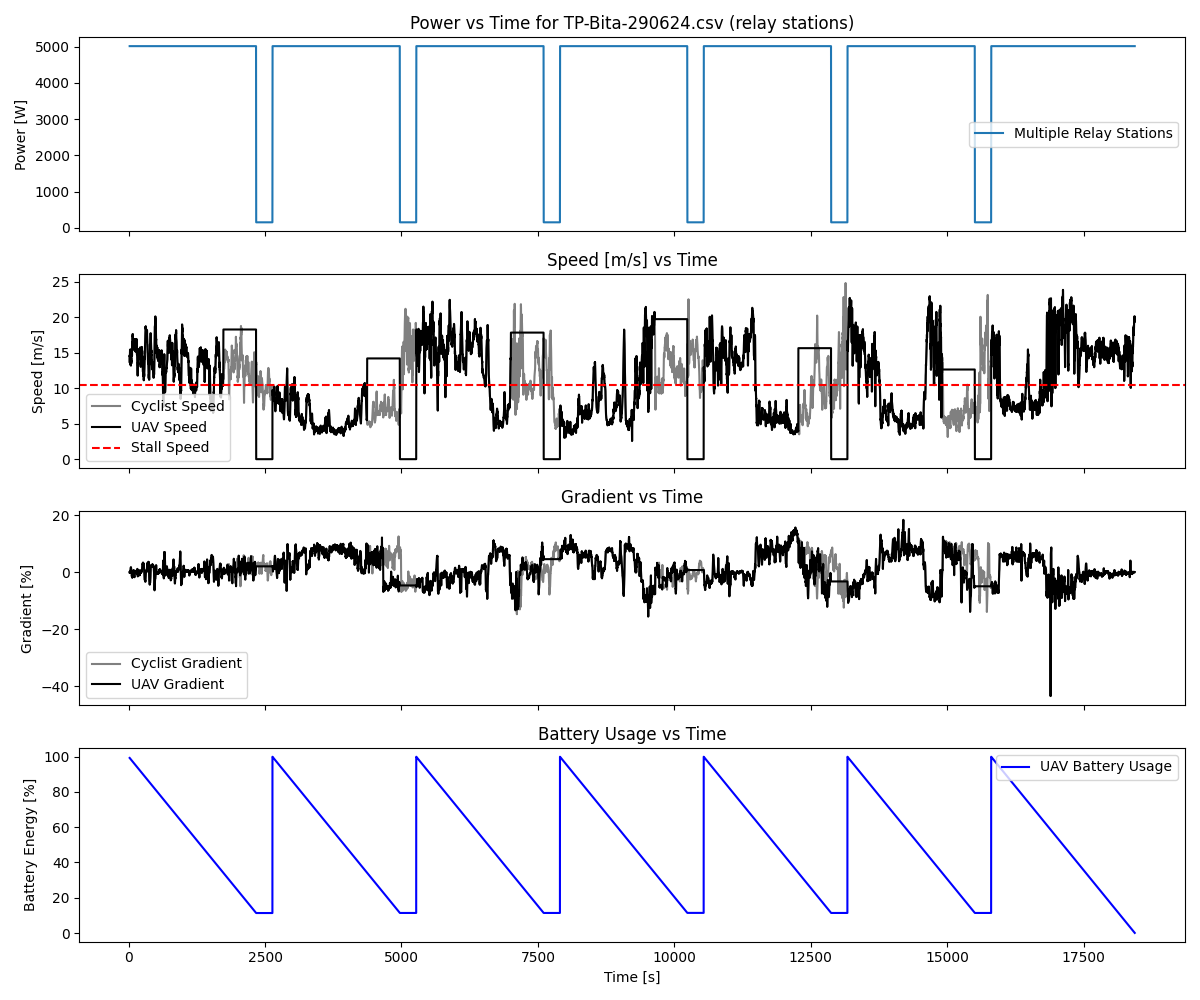 Power vs Time for TP-Bita-290624.csv (relay stations)
5000
4000
3000
2000
1000
0
Power [W]
Multiple Relay Stations
Speed [m/s] vs Time
25
20
15
10
5
0
Speed [m/s]
Cyclist Speed
UAV Speed
Stall Speed
Gradient vs Time
20
0
−20
−40
Gradient [%]
Cyclist Gradient
UAV Gradient
Battery Usage vs Time
100
80
60
40
20
0
Battery Energy [%]
UAV Battery Usage
0 2500 5000 7500 10000 12500 15000 17500
Time [s]